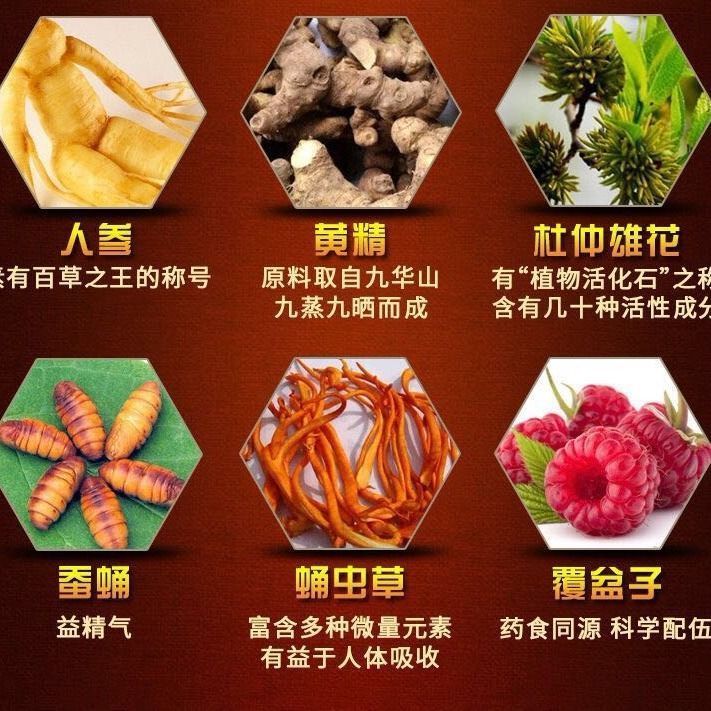 人参
素有百草之王的称号
黄精
原料取自九华山
九蒸九晒而成
杜仲雄花
有“植物活化石”之称
含有几十种活性成分
蚕蛹
益精气
蛹虫草
富含多种微量元素
有益于人体吸收
覆盆子
药食同源 科学配伍